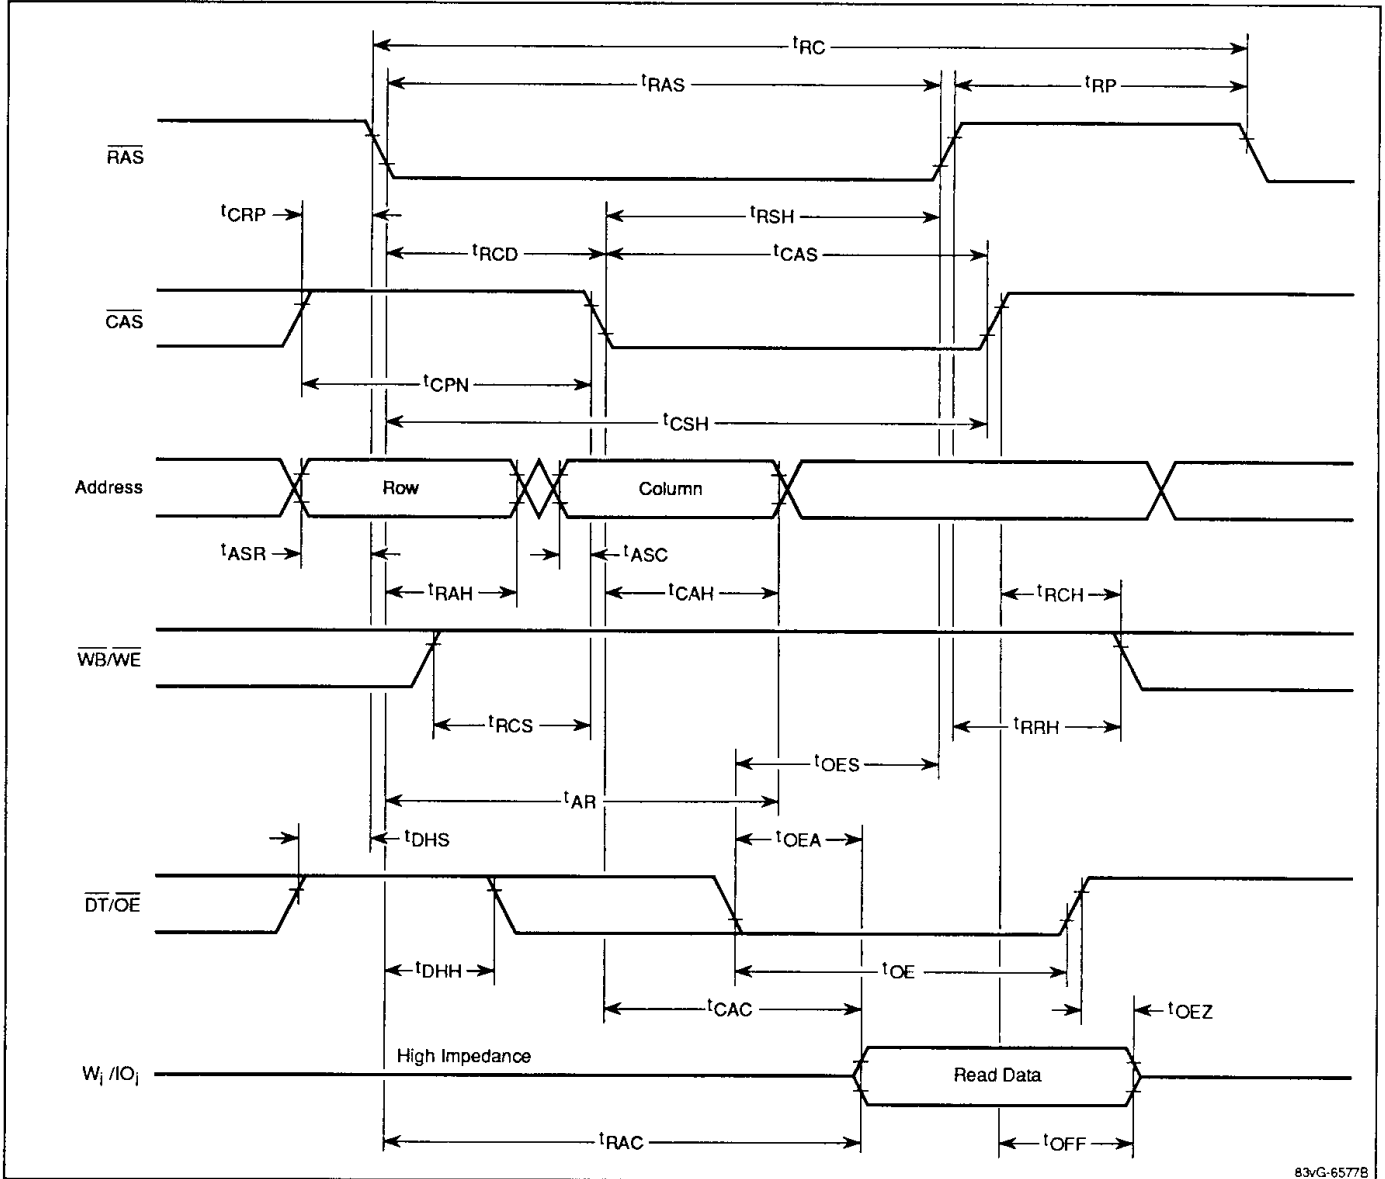 tRC
tRAS
tRP
RAS
tCRP
tRSH
tRCD
tCAS
CAS
tCPN
tCSH
Address
Row
Column
tASR
tASC
tRAH
tCAH
tRCH
WB/WE
tRCS
tRRH
tOES
tAR
tDHS
tOEA
DT/OE
tDHH
tOE
tCAC
tOEZ
High Impedance
Wj /IOj
Read Data
tRAC
tOFF
83vG-6577B